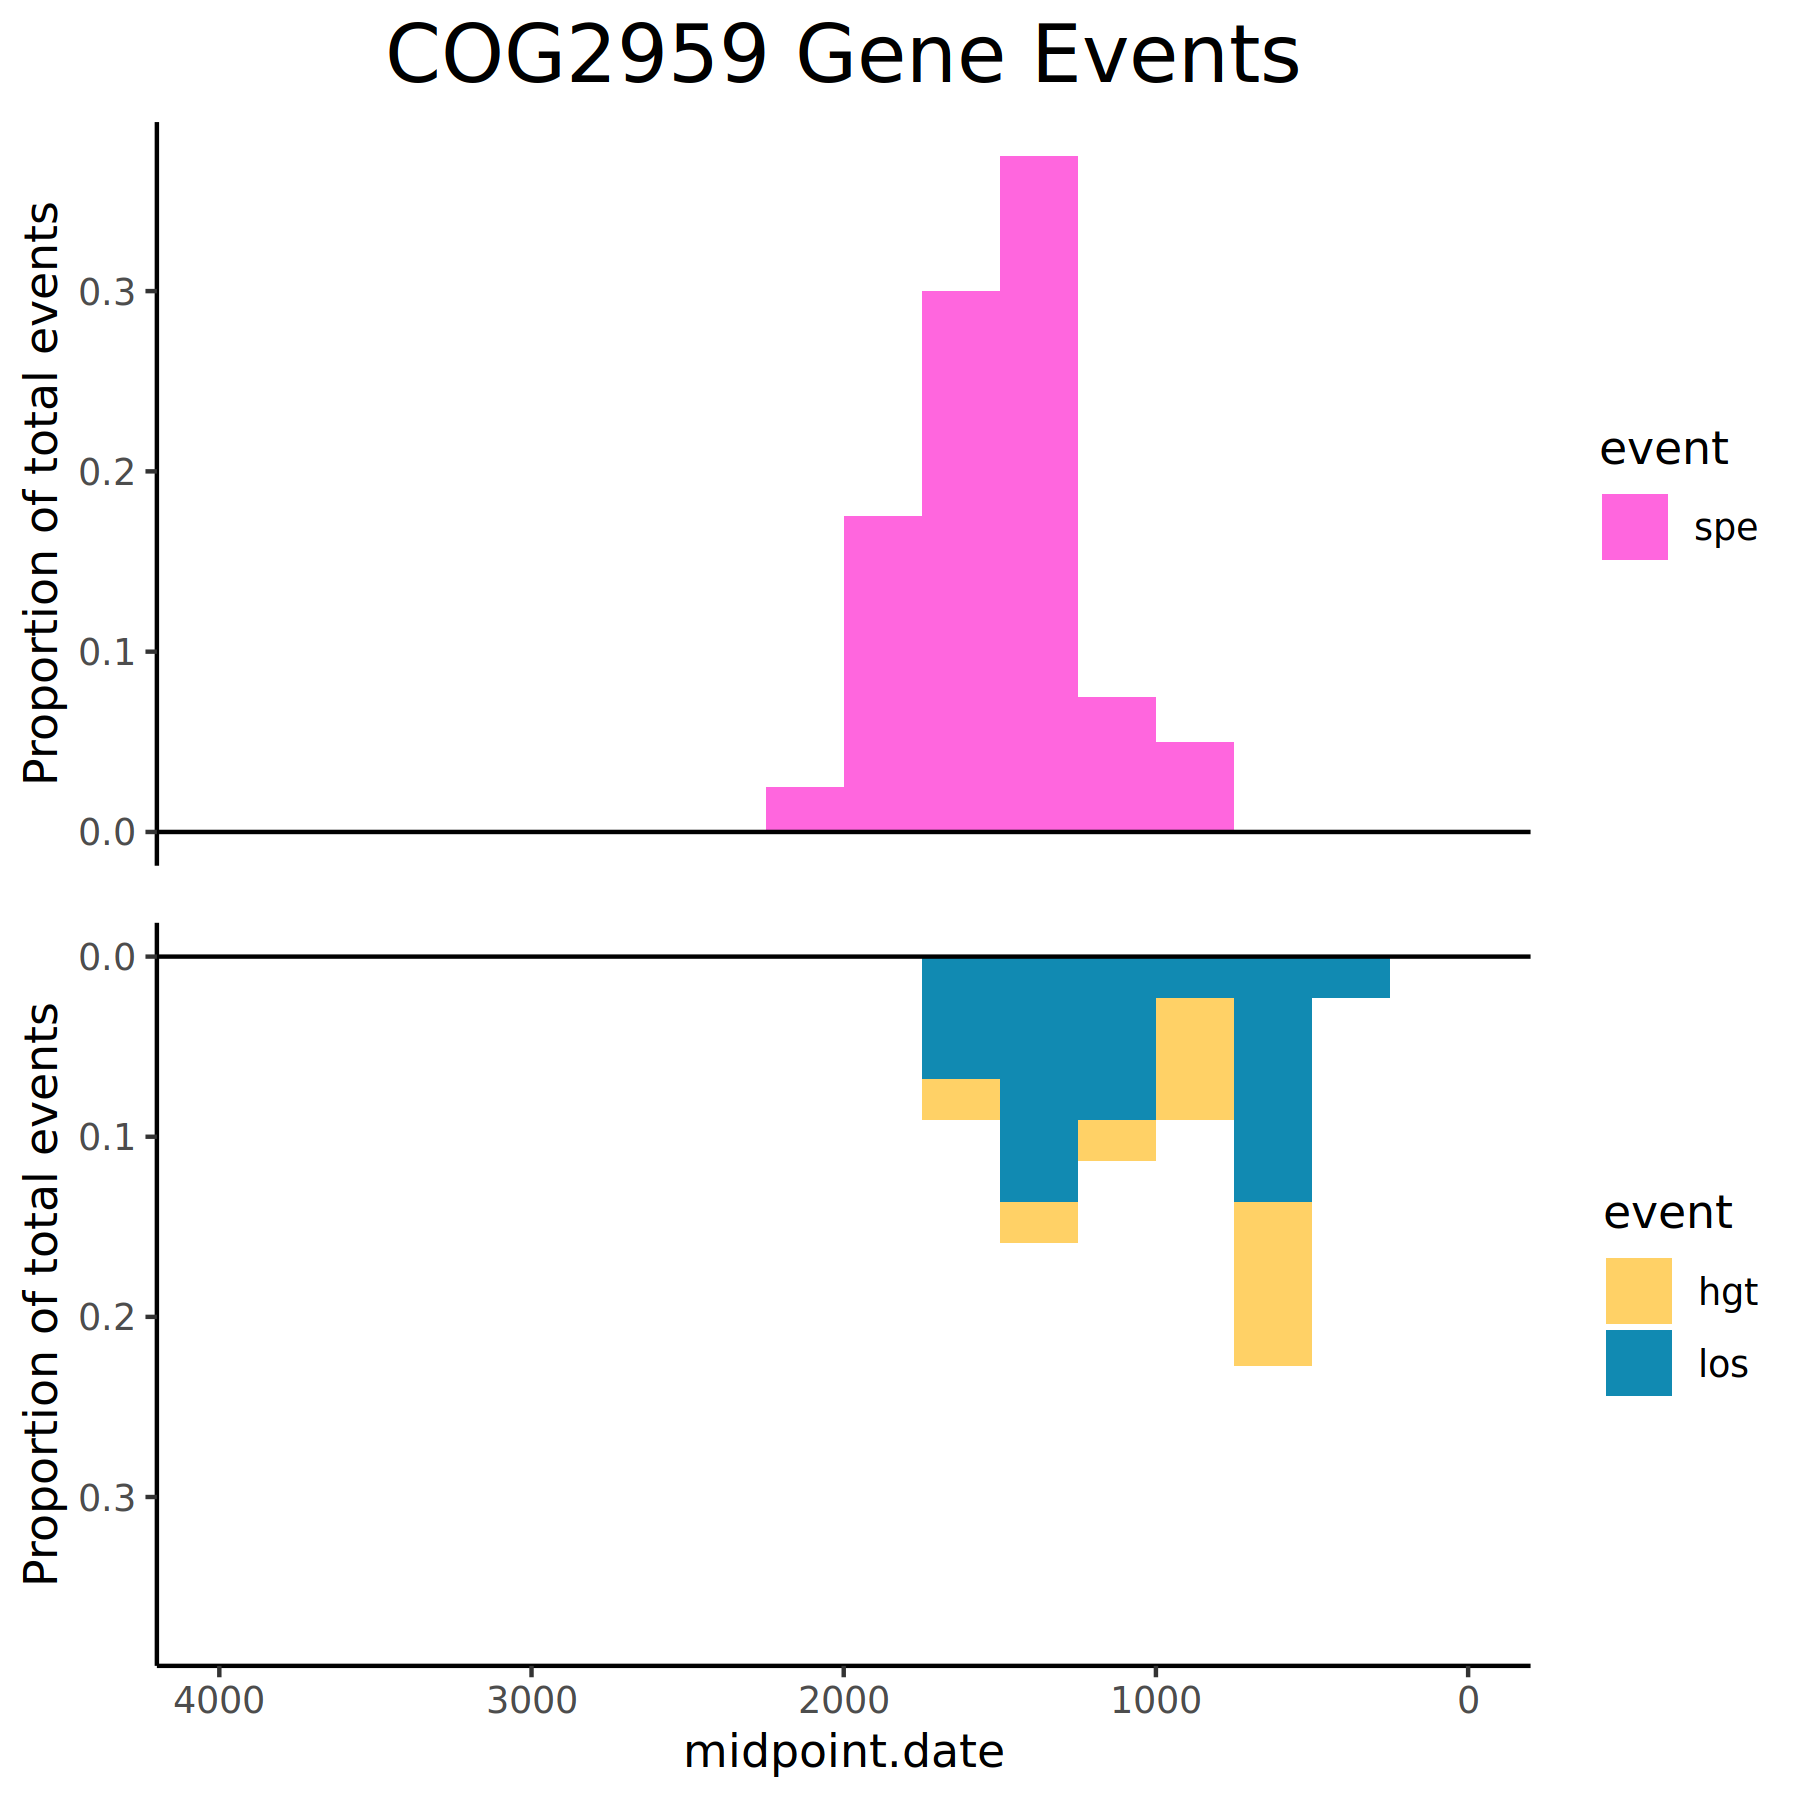 COG2959 Gene Events
Proportion of total events
0.3
0.2
0.1
0.0
event
spe
Proportion of total events
0.0
0.1
0.2
0.3
event
hgt
los
4000 3000 2000 1000 0
midpoint.date